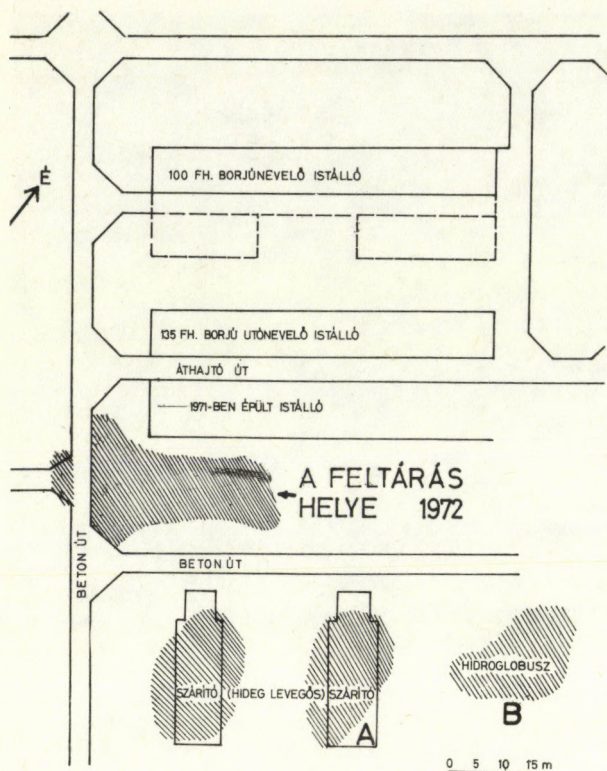 É
100 FH. BORJÚNEVELŐ ISTÁLLÓ
135 FH. BORJÚ UTÓNEVELŐ ISTÁLLÓ
ÁTHAJTÓ ÚT
1971-BEN ÉPÜLT ISTÁLLÓ
A FELTÁRÁS
HELYE 1972
BETON ÚT
BETON ÚT
SZÁRÍTÓ (HIDEG LEVEGŐS) SZÁRÍTÓ
A
HIDROGLOBUSZ
B
0 5 10 15 m